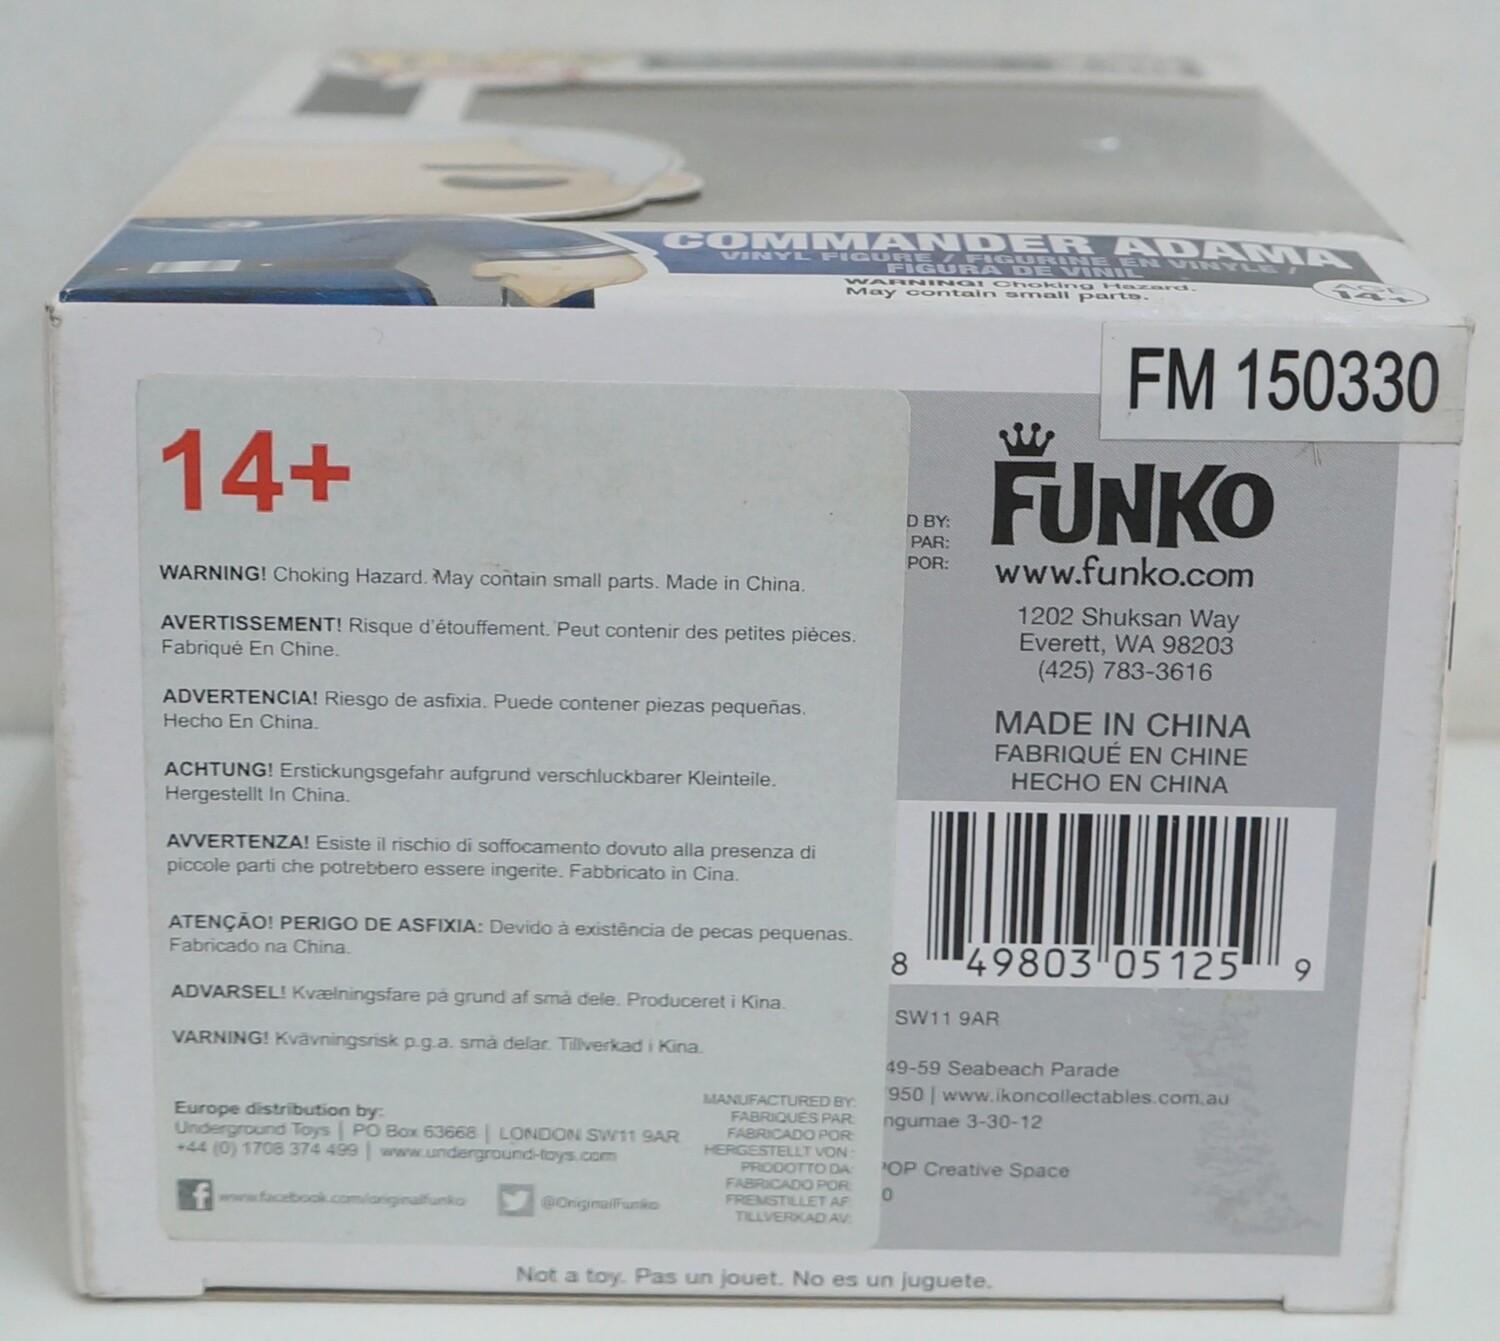 COMMANDER ADAMA
VINYL FIGURE / FIGURINE EN VINYLE /
FIGURA DE VINIL
WARNING! Choking Hazard.
May contain small parts.
AGE
14+
FM 150330
14+
WARNING! Choking Hazard. May contain small parts. Made in China.
AVERTISSEMENT! Risque d'étouffement. Peut contenir des petites pièces.
Fabriqué En Chine.
ADVERTENCIA! Riesgo de asfixia. Puede contener piezas pequeñas.
Hecho En China.
ACHTUNG! Erstickungsgefahr aufgrund verschluckbarer Kleinteile.
Hergestellt In China.
AVVERTENZA! Esiste il rischio di soffocamento dovuto alla presenza di
piccole parti che potrebbero essere ingerite. Fabbricato in Cina.
ATENÇÃO! PERIGO DE ASFIXIA: Devido à existência de pecas pequenas.
Fabricado na China.
ADVARSEL! Kvælningsfare på grund af små dele. Produceret i Kina.
VARNING! Kvävningsrisk p.g.a. små delar. Tillverkad i Kina.
Europe distribution by:
Underground Toys | PO Box 63668 | LONDON SW11 9AR
+44 (0) 1708 374 499 | www.underground-toys.com
www.facebook.com/originalfunko
@OriginalFunko
MANUFACTURED BY:
FABRIQUÉS PAR:
FABRICADO POR:
HERGESTELLT VON:
PRODOTTO DA:
FABRICADO POR:
FREMSTILLET AF:
TILLVERKAD AV:
D BY:
PAR:
POR:
FUNKO
www.funko.com
1202 Shuksan Way
Everett, WA 98203
(425) 783-3616
MADE IN CHINA
FABRIQUÉ EN CHINE
HECHO EN CHINA
8 49803 05125 9
SW11 9AR
49-59 Seabeach Parade
950 | www.ikoncollectables.com.au
ngumae 3-30-12
POP Creative Space
0
Not a toy. Pas un jouet. No es un juguete.